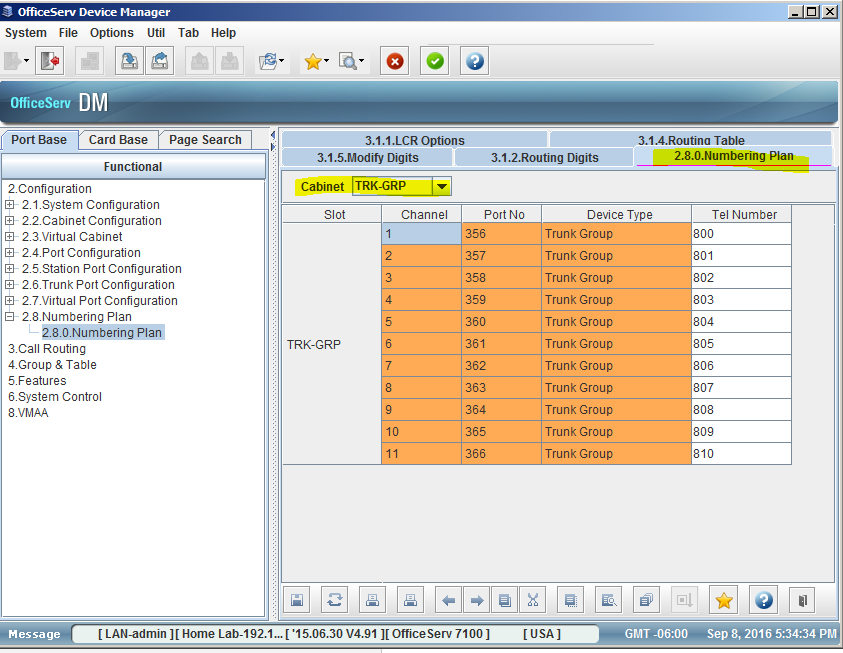 OfficeServ Device Manager
System File Options Util Tab Help
OfficeServ DM
Port Base Card Base Page Search
Functional
2.Configuration
2.1.System Configuration
2.2.Cabinet Configuration
2.3.Virtual Cabinet
2.4.Port Configuration
2.5.Station Port Configuration
2.6.Trunk Port Configuration
2.7.Virtual Port Configuration
2.8.Numbering Plan
2.8.0.Numbering Plan
3.Call Routing
4.Group & Table
5.Features
6.System Control
8.VMAA
3.1.1.LCR Options 3.1.4.Routing Table
3.1.5.Modify Digits 3.1.2.Routing Digits 2.8.0.Numbering Plan
Cabinet TRK-GRP
Slot Channel Port No Device Type Tel Number
1 356 Trunk Group 800
2 357 Trunk Group 801
3 358 Trunk Group 802
4 359 Trunk Group 803
5 360 Trunk Group 804
TRK-GRP 6 361 Trunk Group 805
7 362 Trunk Group 806
8 363 Trunk Group 807
9 364 Trunk Group 808
10 365 Trunk Group 809
11 366 Trunk Group 810
Message [ LAN-admin ][ Home Lab-192.1... [ '15.06.30 V4.91 ][ OfficeServ 7100 ] [ USA ] GMT -06:00 Sep 8, 2016 5:34:34 PM